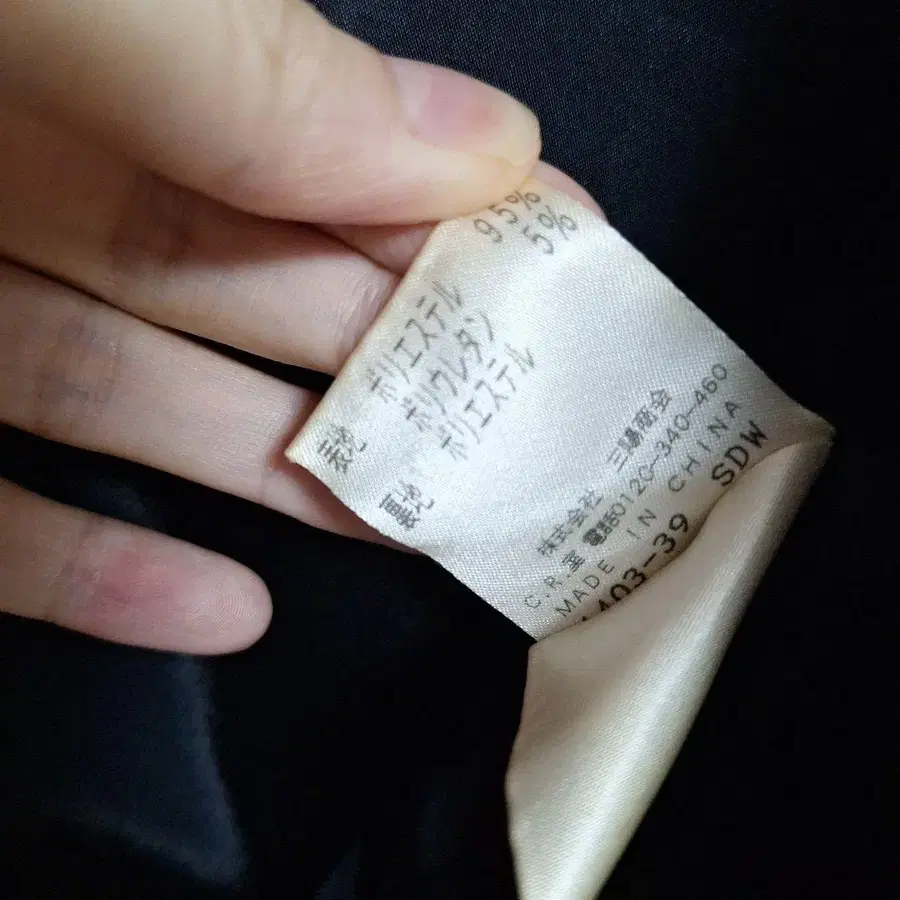 表地 ポリエステル 95%
ポリウレタン 5%
裏地 ポリエステル
株式会社 三陽商会
C.R.室 電話0120-340-460
MADE IN CHINA
403-39 SDW